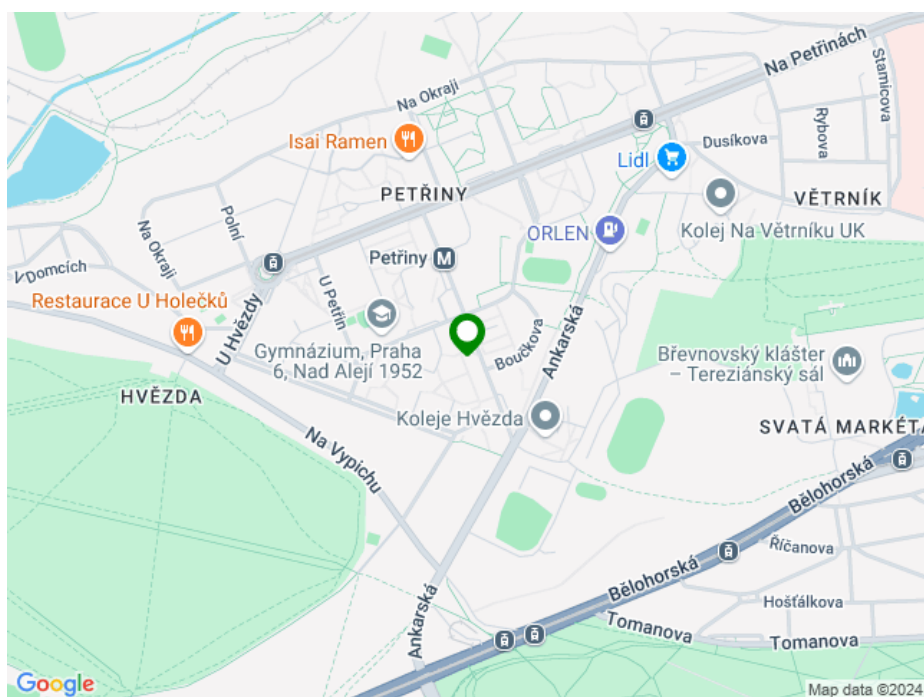 Na Petřinách
Stamicova
Na Okraji
Rybova
Isai Ramen
Dusíkova
Lidl
PETŘINY
VĚTRNÍK
Polní
Na Okraji
ORLEN
Kolej Na Větrníku UK
Petřiny
M
V Domcích
U Petřin
Restaurace U Holečků
U Hvězdy
Ankarská
Boučkova
Gymnázium, Praha
6, Nad Alejí 1952
Břevnovský klášter
– Tereziánský sál
HVĚZDA
Koleje Hvězda
SVATÁ MARKÉTA
Na Vypichu
Bělohorská
Říčanova
Bělohorská
Hošťálkova
Ankarská
Tomanova
Tomanova
Google
Map data ©2024